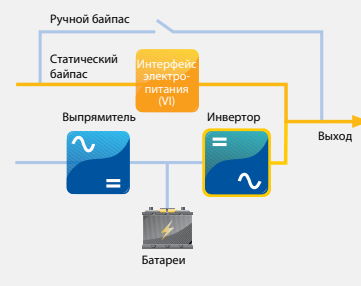 Ручной байпас
Статический
байпас
Интерфейс
электро-
питания
(VI)
Выпрямитель
Инвертор
Выход
Батареи